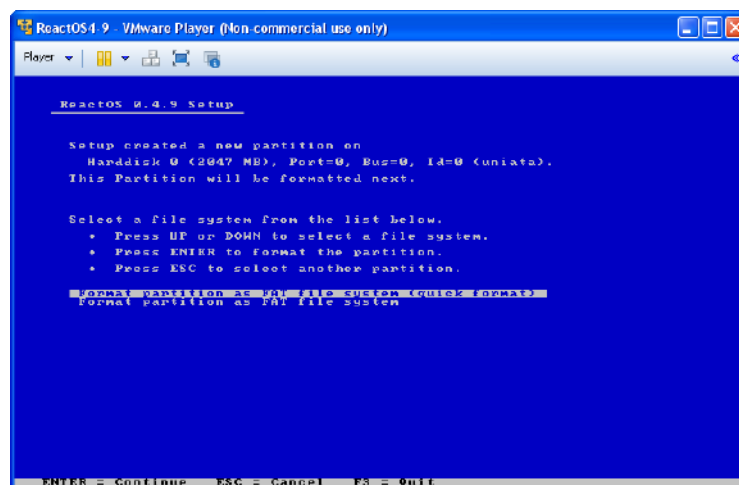 ReactOS4-9 - VMware Player (Non-commercial use only)
Player
ReactOS 0.4.9 Setup
Setup created a new partition on
Harddisk 0 (2047 MB), Port=0, Bus=0, Id=0 (uniata).
This Partition will be formatted next.
Select a file system from the list below.
• Press UP or DOWN to select a file system.
• Press ENTER to format the partition.
• Press ESC to select another partition.
Format partition as FAT file system (quick format)
Format partition as FAT file system
ENTER = Continue ESC = Cancel F3 = Quit